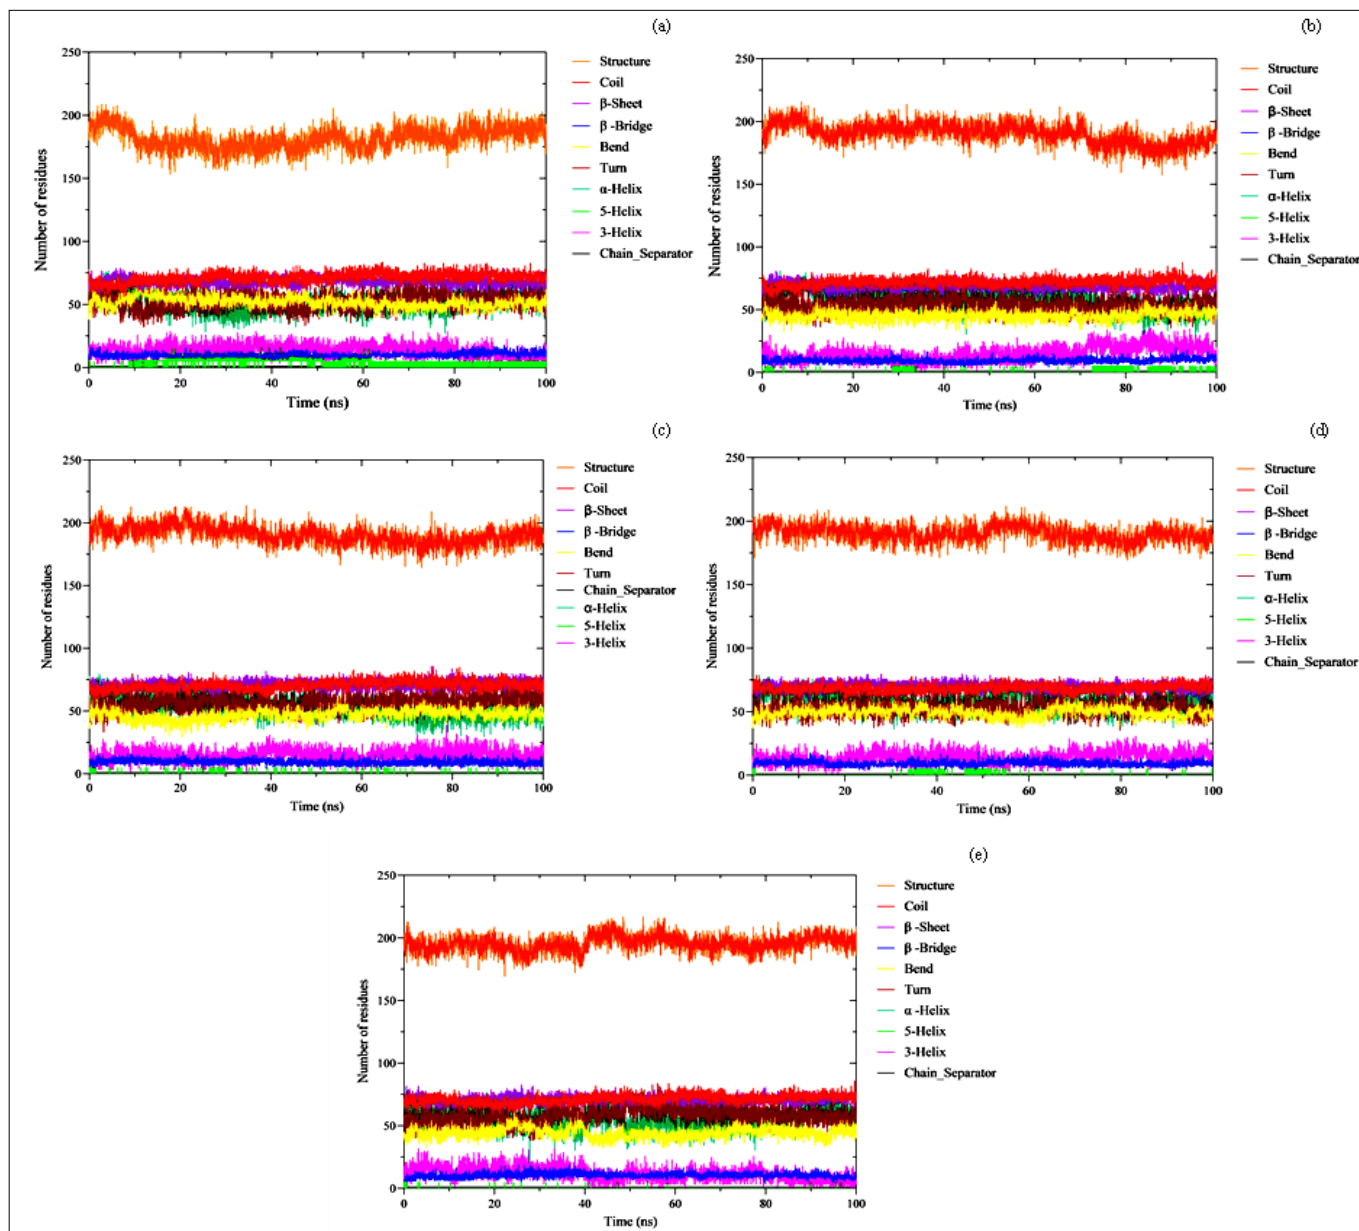 (a)
250
200
150
100
50
0
Number of residues
0 20 40 60 80 100
Time (ns)
Structure
Coil
β-Sheet
β -Bridge
Bend
Turn
α-Helix
5-Helix
3-Helix
Chain_Separator
(b)
250
200
150
100
50
0
Number of residues
0 20 40 60 80 100
Time (ns)
Structure
Coil
β-Sheet
β -Bridge
Bend
Turn
α-Helix
5-Helix
3-Helix
Chain_Separator
(c)
250
200
150
100
50
0
Number of residues
0 20 40 60 80 100
Time (ns)
Structure
Coil
β-Sheet
β -Bridge
Bend
Turn
Chain_Separator
α-Helix
5-Helix
3-Helix
(d)
250
200
150
100
50
0
Number of residues
0 20 40 60 80 100
Time (ns)
Structure
Coil
β-Sheet
β -Bridge
Bend
Turn
α-Helix
5-Helix
3-Helix
Chain_Separator
(e)
250
200
150
100
50
0
Number of residues
0 20 40 60 80 100
Time (ns)
Structure
Coil
β -Sheet
β -Bridge
Bend
Turn
α -Helix
5-Helix
3-Helix
Chain_Separator